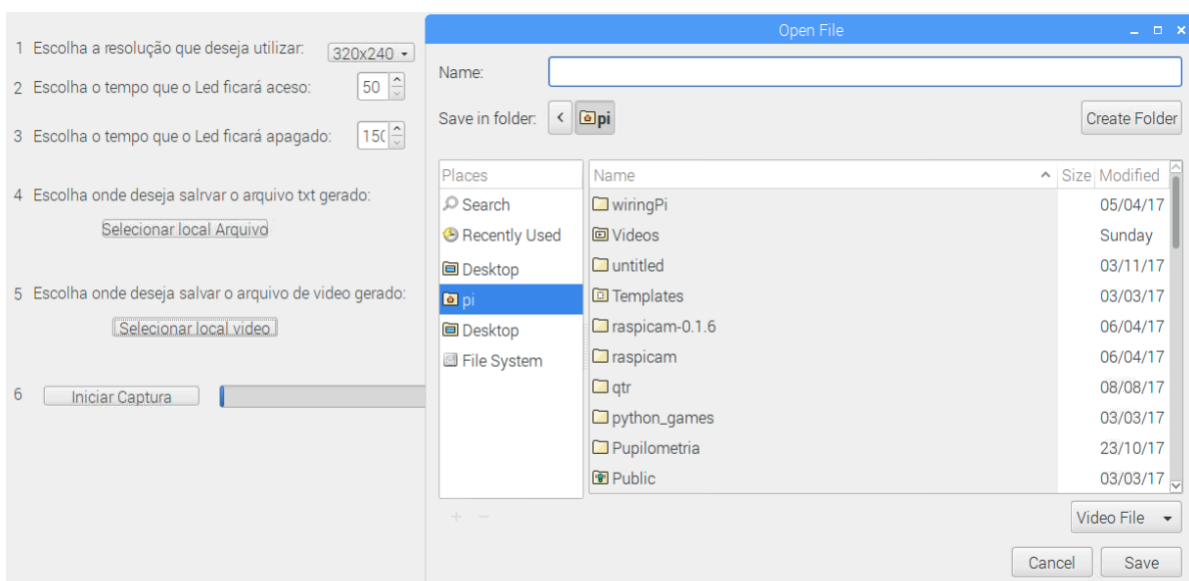 1 Escolha a resolução que deseja utilizar: 320x240
2 Escolha o tempo que o Led ficará aceso: 50
3 Escolha o tempo que o Led ficará apagado: 150
4 Escolha onde deseja salrvar o arquivo txt gerado:
Selecionar local Arquivo
5 Escolha onde deseja salvar o arquivo de video gerado:
Selecionar local video
6 Iniciar Captura
Open File
Name:
Save in folder: < pi
Create Folder
Places
Search
Recently Used
Desktop
pi
Desktop
File System
Name Size Modified
wiringPi 05/04/17
Videos Sunday
untitled 03/11/17
Templates 03/03/17
raspicam-0.1.6 06/04/17
raspicam 06/04/17
qtr 08/08/17
python_games 03/03/17
Pupilometria 23/10/17
Public 03/03/17
Video File
Cancel Save